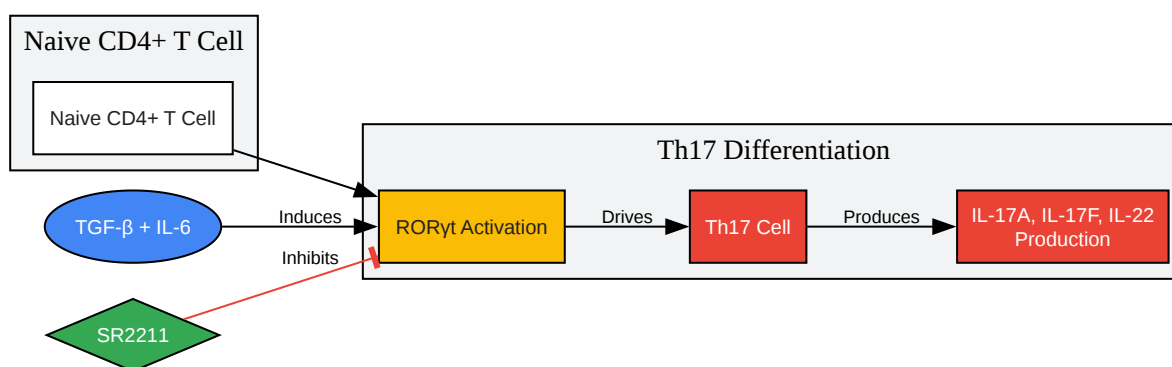 Naive CD4+ T Cell
Naive CD4+ T Cell
Th17 Differentiation
TGF-β + IL-6
Induces
RORγt Activation
Drives
Th17 Cell
Produces
IL-17A, IL-17F, IL-22
Production
Inhibits
SR2211